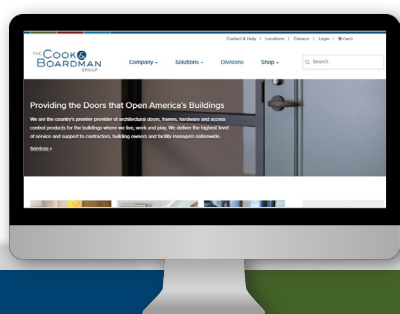 Contact & Help | Locations | Careers | Login | Cart:0
THE COOK &
BOARDMAN
GROUP
Company Solutions Divisions Shop Search
Providing the Doors that Open America's Buildings
We are the country's premier provider of architectural doors, frames, hardware and access
control products for the buildings where we live, work and play. We deliver the highest level
of service and support to contractors, building owners and facility managers nationwide.
Services »